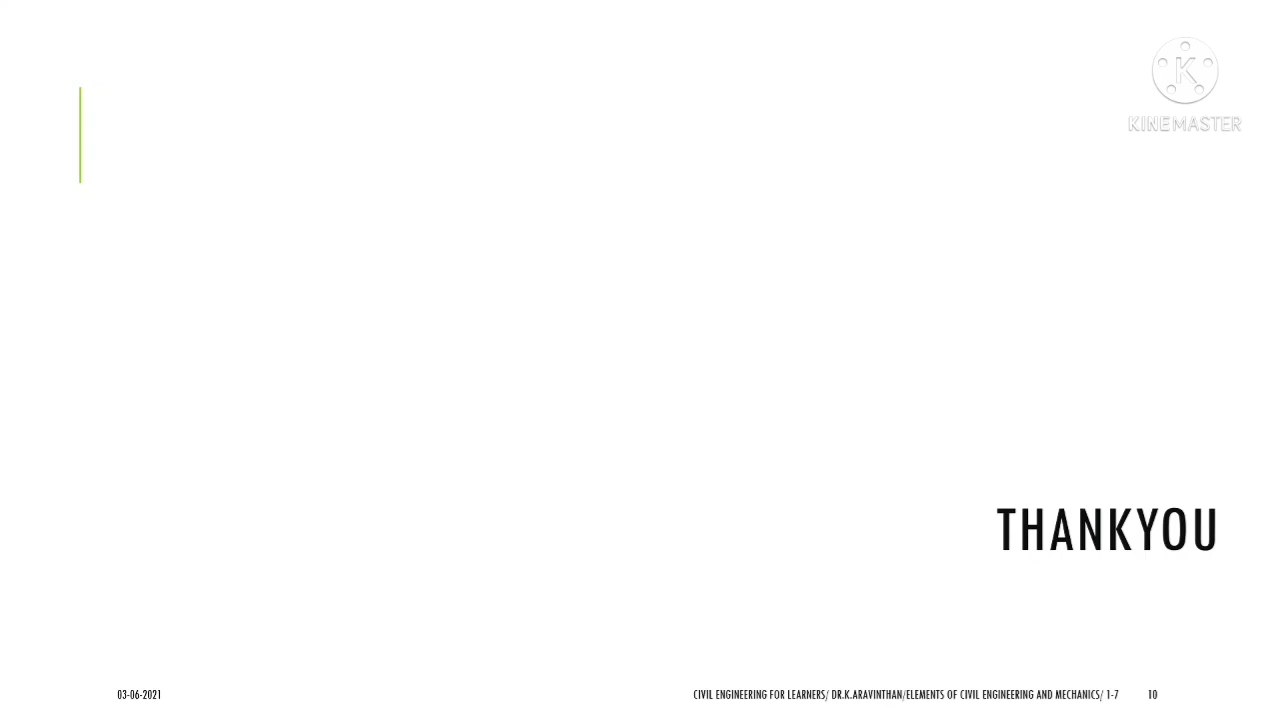 K
KINEMASTER
THANKYOU
03-06-2021
CIVIL ENGINEERING FOR LEARNERS/ DR.K.ARAVINTHAN/ELEMENTS OF CIVIL ENGINEERING AND MECHANICS/ 1-7
10